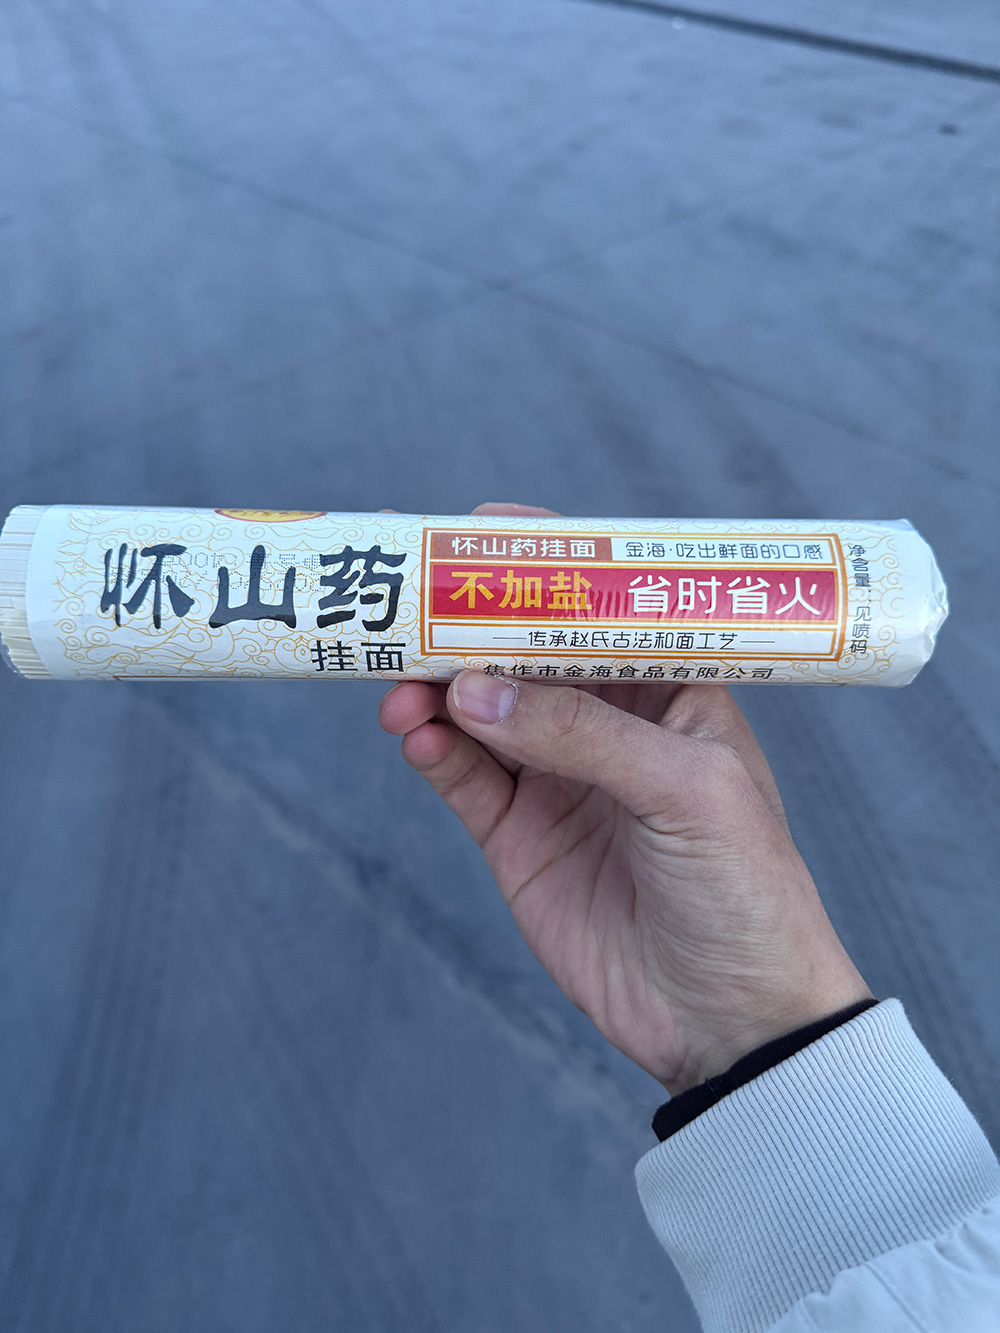 怀山药
挂面
怀山药挂面
金海·吃出鲜面的口感
不加盐 省时省火
—传承赵氏古法和面工艺—
焦作市金海食品有限公司
净含量:见喷码